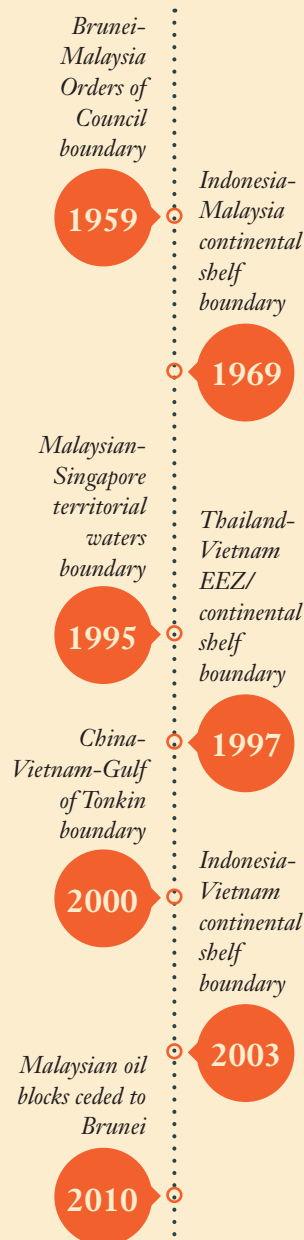 Brunei-
Malaysia
Orders of
Council
boundary
1959
Indonesia-
Malaysia
continental
shelf
boundary
1969
Malaysian-
Singapore
territorial
waters
boundary
1995
Thailand-
Vietnam
EEZ/
continental
shelf
boundary
1997
China-
Vietnam-Gulf
of Tonkin
boundary
2000
Indonesia-
Vietnam
continental
shelf
boundary
2003
Malaysian oil
blocks ceded to
Brunei
2010